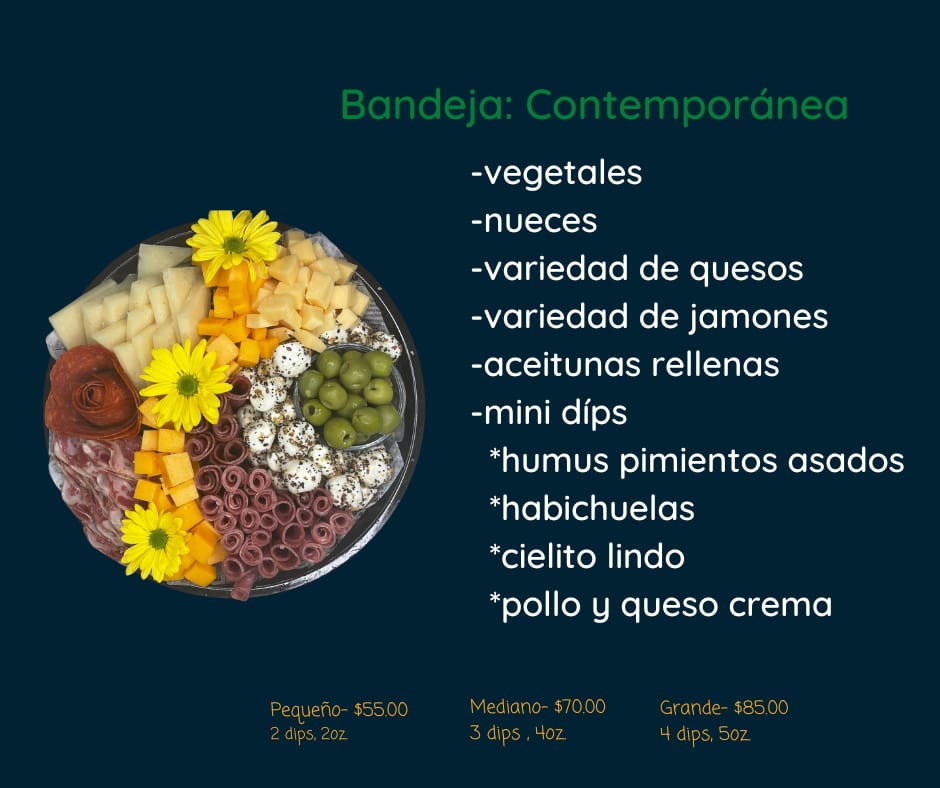 Bandeja: Contemporánea
-vegetales
-nueces
-variedad de quesos
-variedad de jamones
-aceitunas rellenas
-mini díps
*humus pimientos asados
*habichuelas
*cielito lindo
*pollo y queso crema
Pequeño- $55.00
2 dips, 2oz
Mediano- $70.00
3 dips , 4oz
Grande- $85.00
4 dips, 5oz